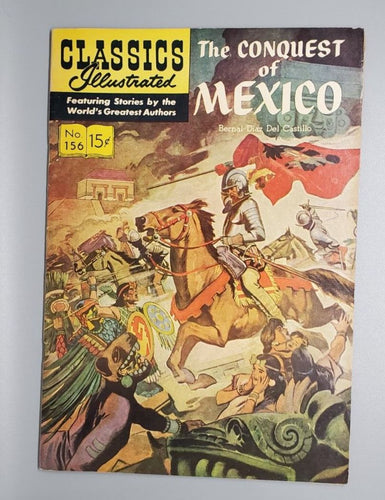 CLASSICS
Illustrated
Featuring Stories by the
World's Greatest Authors
No.
156
15¢
The CONQUEST
of
MEXICO
Bernal Diaz Del Castillo